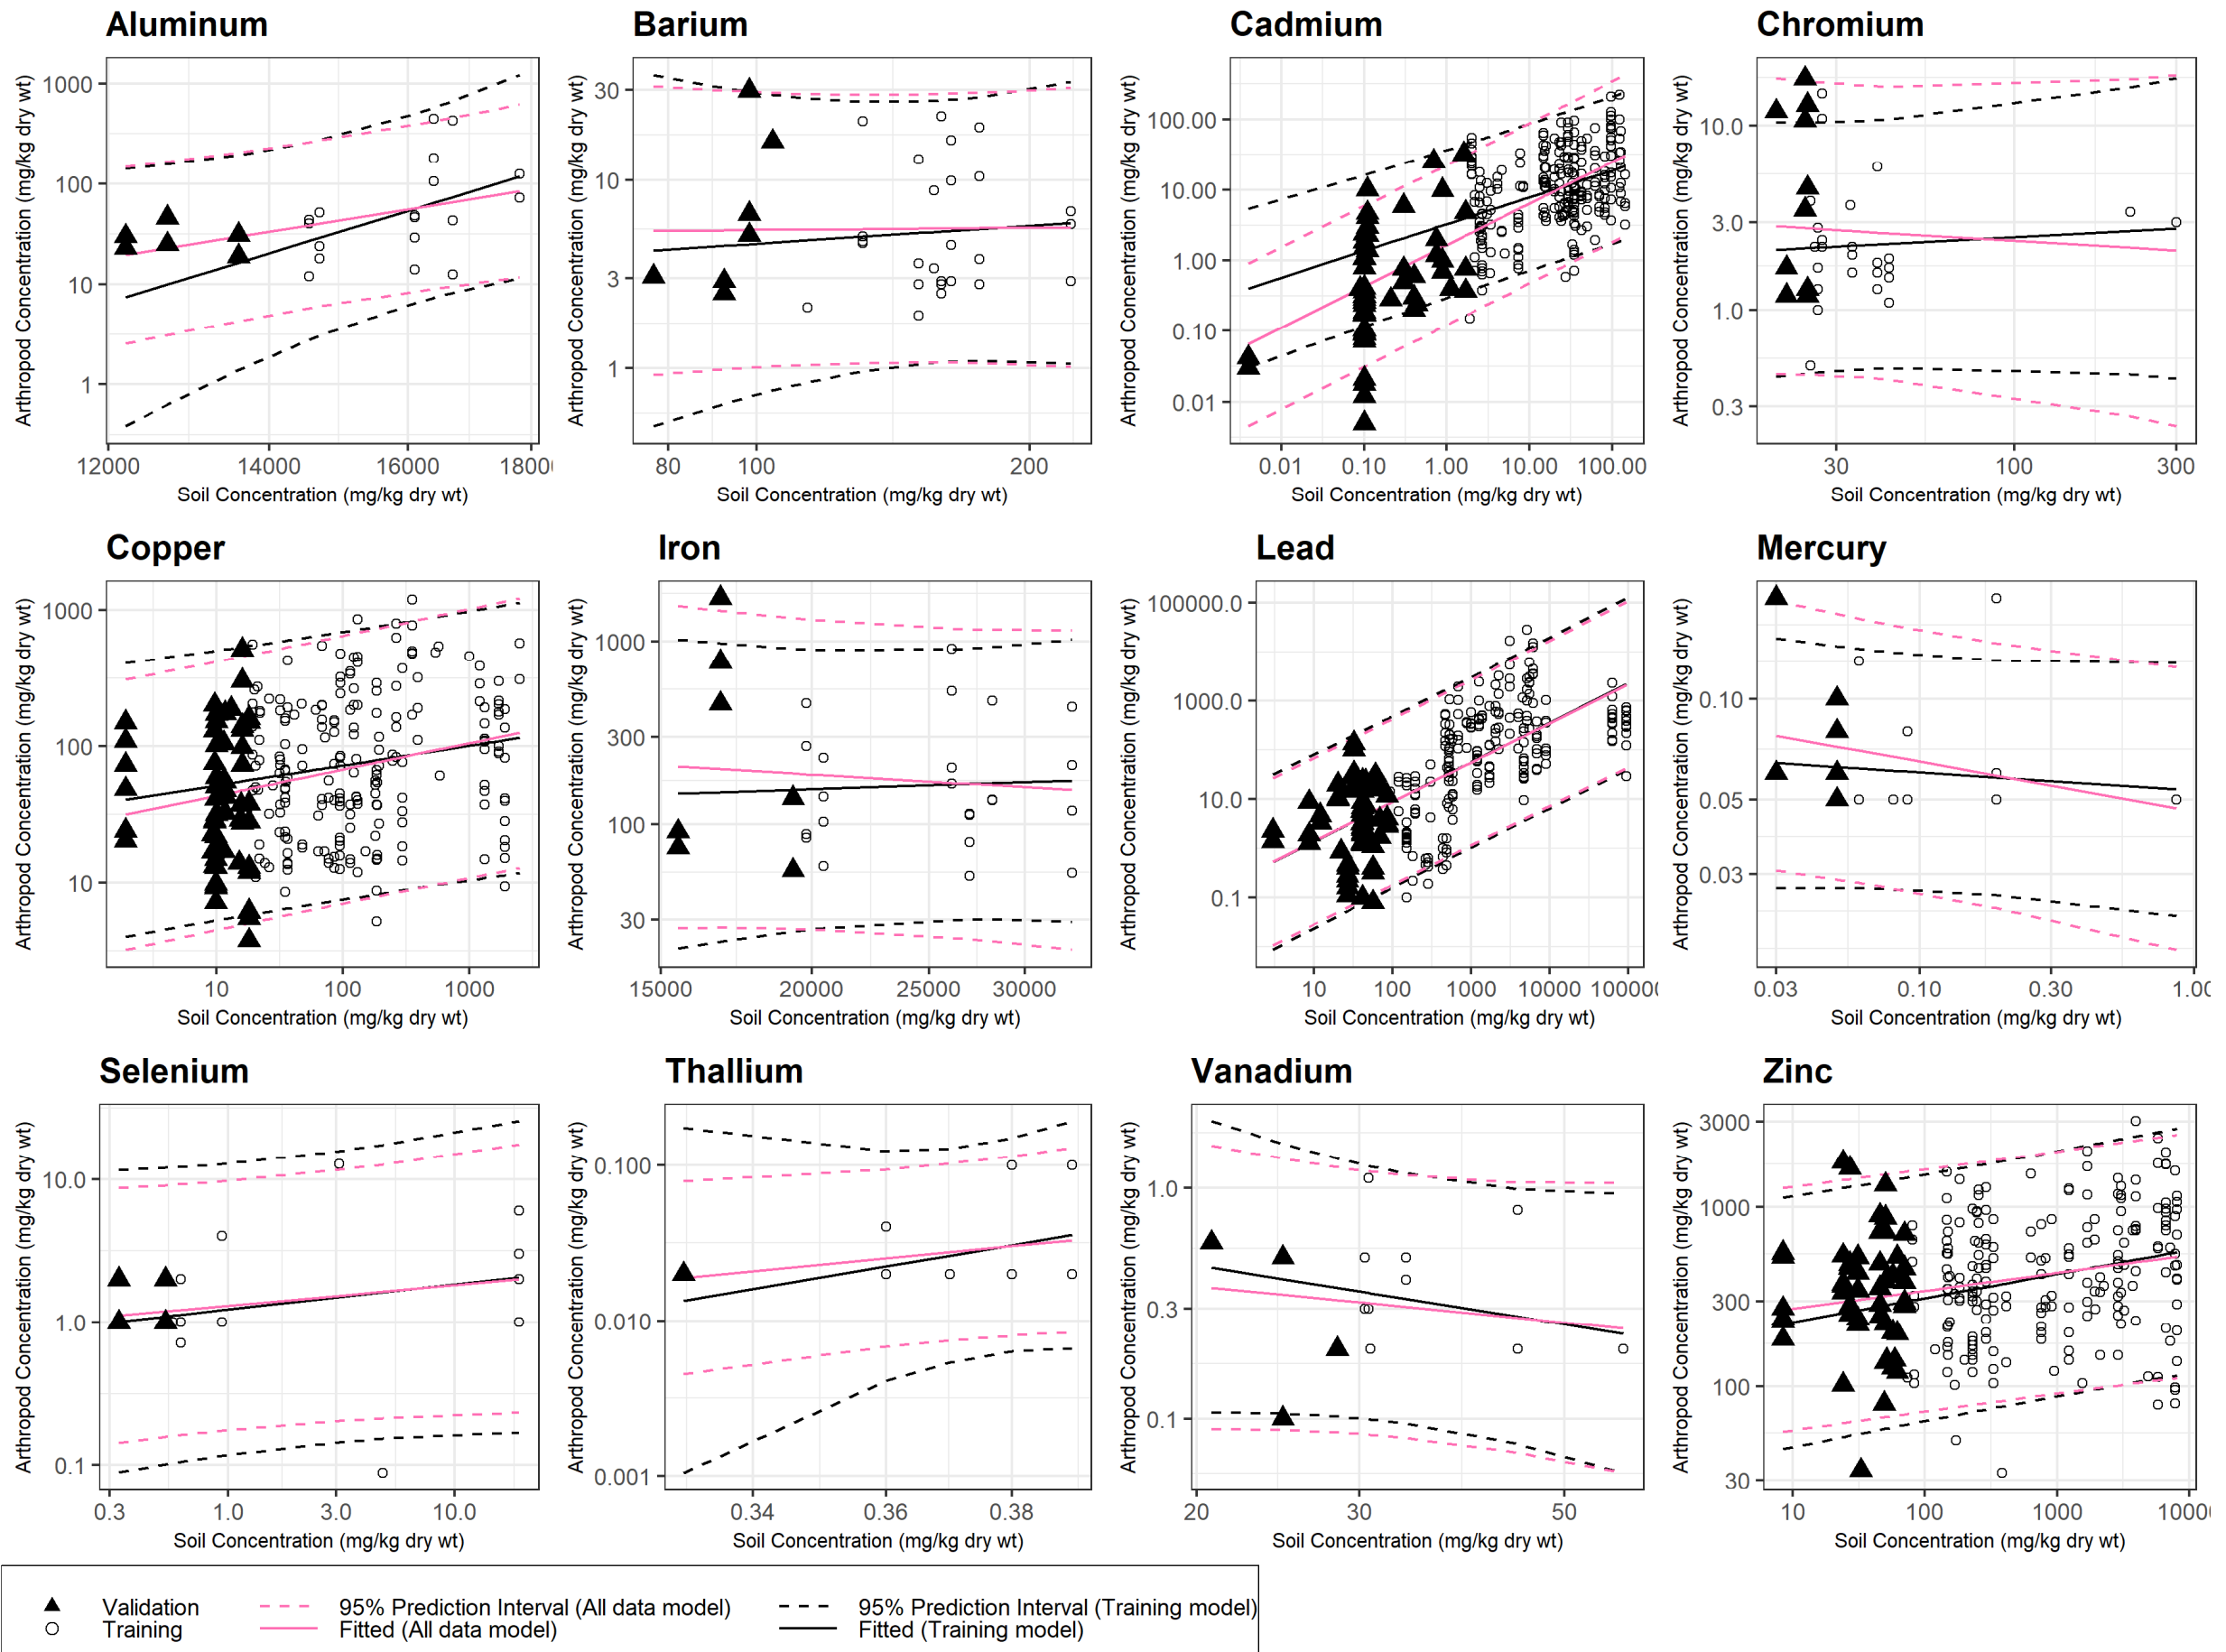 Aluminum
Barium
Cadmium
Chromium
Arthropod Concentration (mg/kg dry wt)
1000
100
10
1
12000 14000 16000 1800
Soil Concentration (mg/kg dry wt)
Arthropod Concentration (mg/kg dry wt)
30
10
3
1
80 100 200
Soil Concentration (mg/kg dry wt)
Arthropod Concentration (mg/kg dry wt)
100.00
10.00
1.00
0.10
0.01
0.01 0.10 1.00 10.00 100.00
Soil Concentration (mg/kg dry wt)
Arthropod Concentration (mg/kg dry wt)
10.0
3.0
1.0
0.3
30 100 300
Soil Concentration (mg/kg dry wt)
Copper
Iron
Lead
Mercury
Arthropod Concentration (mg/kg dry wt)
1000
100
10
10 100 1000
Soil Concentration (mg/kg dry wt)
Arthropod Concentration (mg/kg dry wt)
1000
300
100
30
15000 20000 25000 30000
Soil Concentration (mg/kg dry wt)
Arthropod Concentration (mg/kg dry wt)
100000.0
1000.0
10.0
0.1
10 100 1000 10000 10000
Soil Concentration (mg/kg dry wt)
Arthropod Concentration (mg/kg dry wt)
0.10
0.05
0.03
0.03 0.10 0.30 1.0
Soil Concentration (mg/kg dry wt)
Selenium
Thallium
Vanadium
Zinc
Arthropod Concentration (mg/kg dry wt)
10.0
1.0
0.1
0.3 1.0 3.0 10.0
Soil Concentration (mg/kg dry wt)
Arthropod Concentration (mg/kg dry wt)
0.100
0.010
0.001
0.34 0.36 0.38
Soil Concentration (mg/kg dry wt)
Arthropod Concentration (mg/kg dry wt)
1.0
0.3
0.1
20 30 50
Soil Concentration (mg/kg dry wt)
Arthropod Concentration (mg/kg dry wt)
3000
1000
300
100
30
10 100 1000 1000
Soil Concentration (mg/kg dry wt)
Validation
Training
95% Prediction Interval (All data model)
Fitted (All data model)
95% Prediction Interval (Training model)
Fitted (Training model)